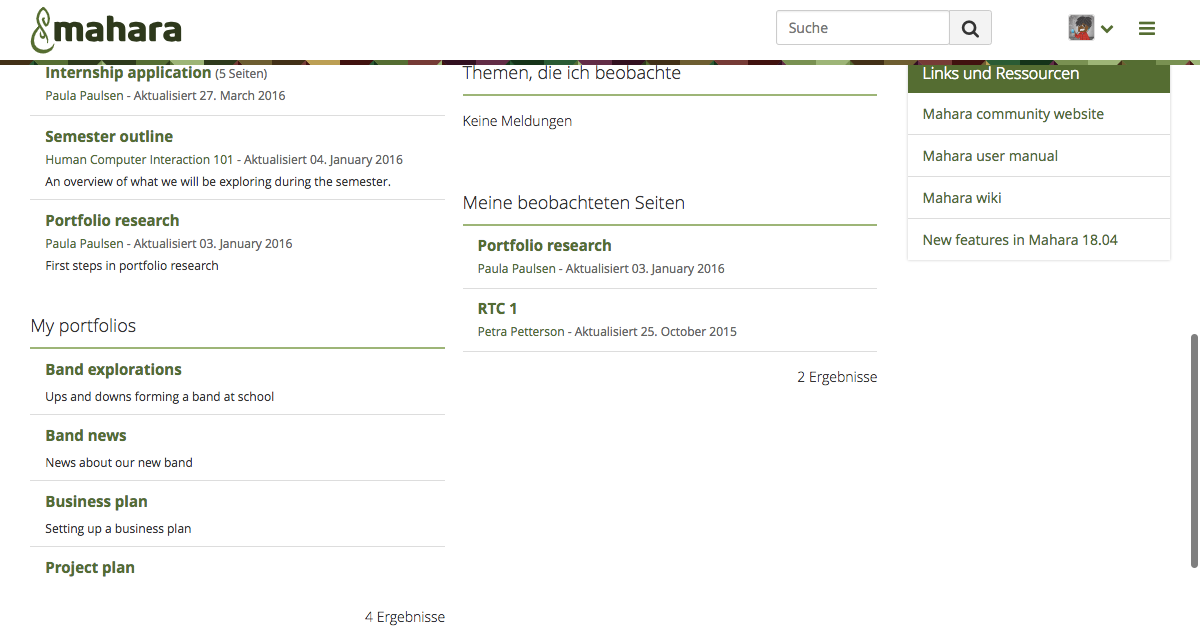 mahara
Suche
Internship application (5 Seiten)
Paula Paulsen - Aktualisiert 27. March 2016
Semester outline
Human Computer Interaction 101 - Aktualisiert 04. January 2016
An overview of what we will be exploring during the semester.
Portfolio research
Paula Paulsen - Aktualisiert 03. January 2016
First steps in portfolio research
My portfolios
Band explorations
Ups and downs forming a band at school
Band news
News about our new band
Business plan
Setting up a business plan
Project plan
4 Ergebnisse
Themen, die ich beobachte
Keine Meldungen
Meine beobachteten Seiten
Portfolio research
Paula Paulsen - Aktualisiert 03. January 2016
RTC 1
Petra Petterson - Aktualisiert 25. October 2015
2 Ergebnisse
Links und Ressourcen
Mahara community website
Mahara user manual
Mahara wiki
New features in Mahara 18.04